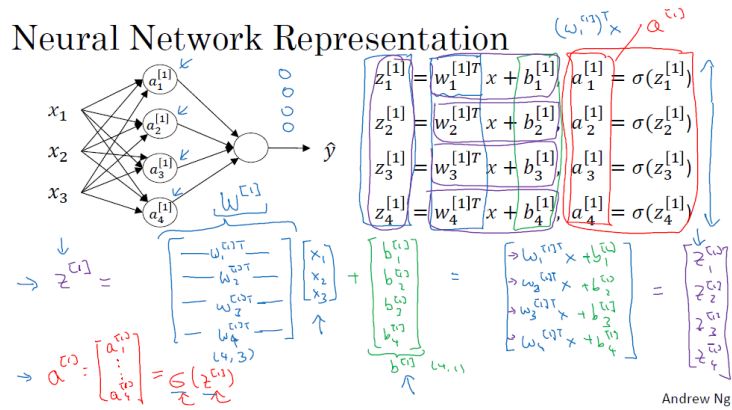 Neural Network Representation
(w₁^[1])ᵀ x   a^[1]
x₁
x₂
x₃
a₁^[1]
a₂^[1]
a₃^[1]
a₄^[1]
ŷ
z₁^[1] = w₁^[1]T x + b₁^[1], a₁^[1] = σ(z₁^[1])
z₂^[1] = w₂^[1]T x + b₂^[1], a₂^[1] = σ(z₂^[1])
z₃^[1] = w₃^[1]T x + b₃^[1], a₃^[1] = σ(z₃^[1])
z₄^[1] = w₄^[1]T x + b₄^[1], a₄^[1] = σ(z₄^[1])
W^[1]
→ z^[1] = [ w₁^[1]T  w₂^[1]T  w₃^[1]T  w₄^[1]T ] [ x₁ x₂ x₃ ] + [ b₁^[1] b₂^[1] b₃^[1] b₄^[1] ] = [ → w₁^[1]T x + b₁^[1]  → w₂^[1]T x + b₂^[1]  → w₃^[1]T x + b₃^[1]  → w₄^[1]T x + b₄^[1] ] = [ z₁^[1] z₂^[1] z₃^[1] z₄^[1] ]
(4,3)
b^[1] (4,1)
→ a^[1] = [ a₁^[1] ⋮ a₄^[1] ] = σ(z^[1])
Andrew Ng